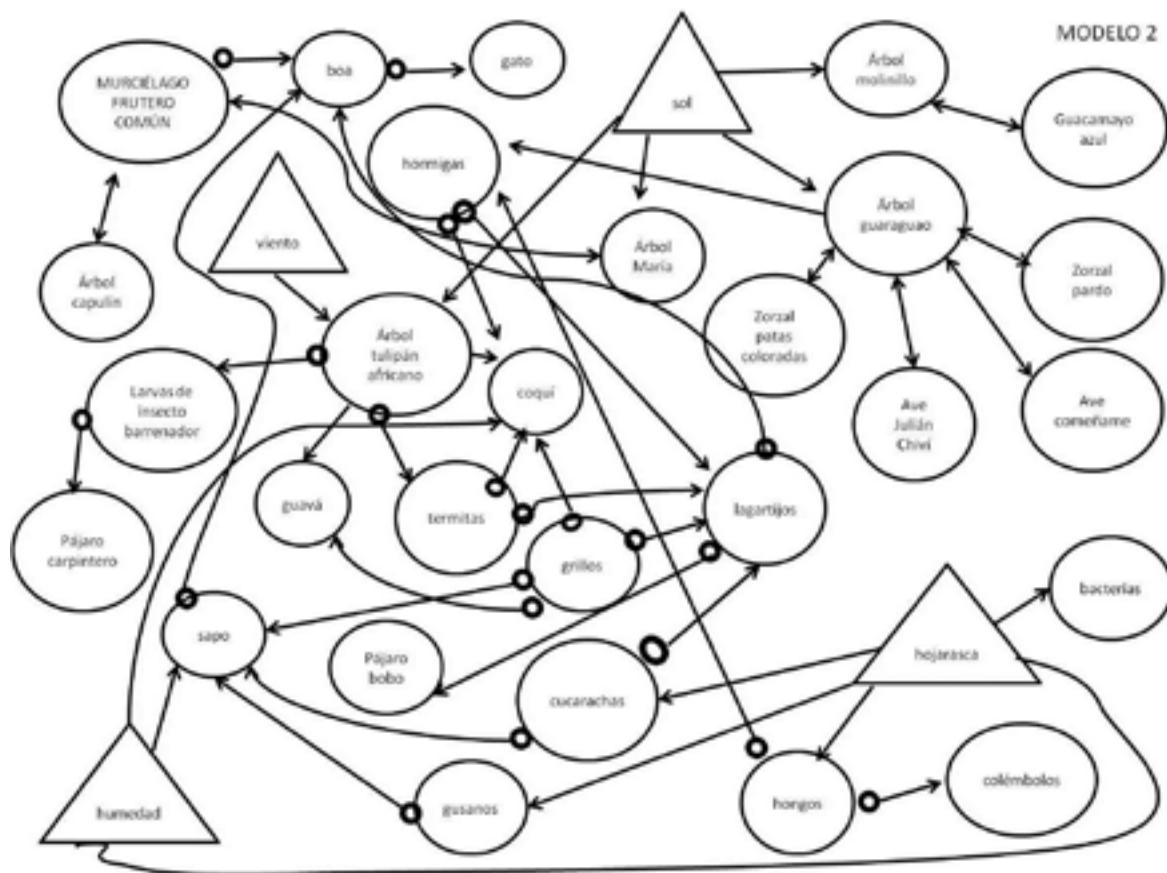 MODELO 2
MURCIÉLAGO
FRUTERO
COMÚN
boa
gato
sol
Árbol
molinillo
Guacamayo
azul
hormigas
viento
Árbol
capulín
Árbol
María
Árbol
guaraguao
Zorzal
pardo
Zorzal
patas
coloradas
Árbol
tulipán
africano
coquí
Larvas de
insecto
barrenador
Ave
Julián
Chiví
Ave
comeñame
guavá
termitas
lagartijos
Pájaro
carpintero
grillos
bacterias
sapo
Pájaro
bobo
hojarasca
cucarachas
humedad
gusanos
hongos
colémbolos